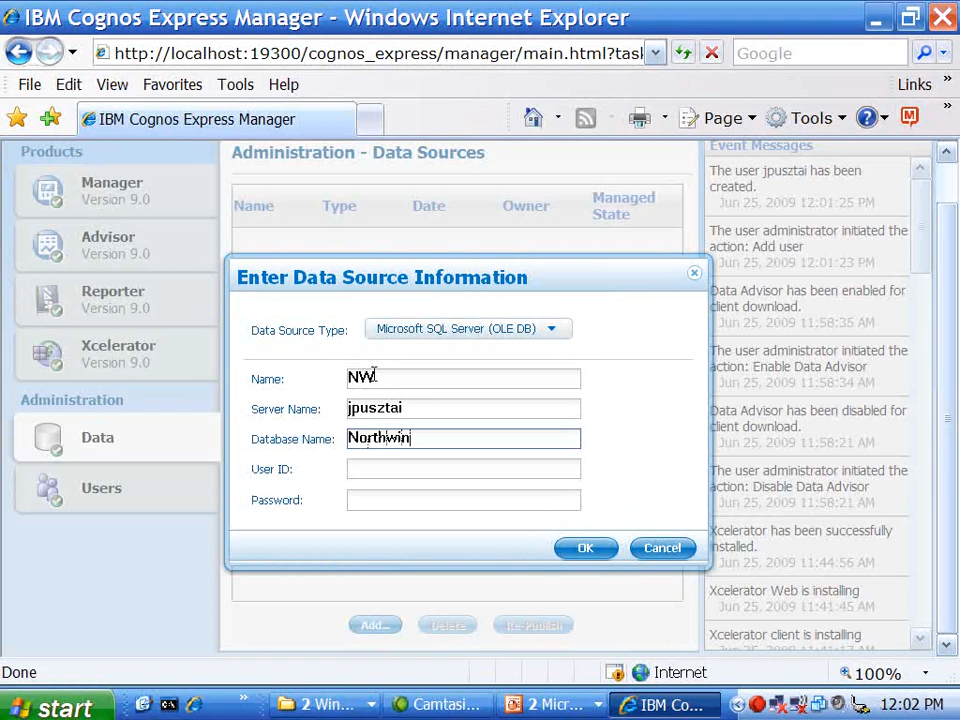 IBM Cognos Express Manager - Windows Internet Explorer
http://localhost:19300/cognos_express/manager/main.html?task
Google
File Edit View Favorites Tools Help
Links
IBM Cognos Express Manager
Page Tools
Products
Manager
Version 9.0
Advisor
Version 9.0
Reporter
Version 9.0
Xcelerator
Version 9.0
Administration
Data
Users
Administration - Data Sources
Name Type Date Owner Managed State
Enter Data Source Information
Data Source Type: Microsoft SQL Server (OLE DB)
Name: NW
Server Name: jpusztai
Database Name: Northwin
User ID:
Password:
OK Cancel
Add... Delete Re-Publish
Event Messages
The user jpusztai has been
created.
Jun 25, 2009 12:01:25 PM
The user administrator initiated the
action: Add user
Jun 25, 2009 12:01:23 PM
Data Advisor has been enabled for
client download.
Jun 25, 2009 11:58:35 AM
The user administrator initiated the
action: Enable Data Advisor
Jun 25, 2009 11:58:34 AM
Data Advisor has been disabled for
client download.
Jun 25, 2009 11:58:21 AM
The user administrator initiated the
action: Disable Data Advisor
Jun 25, 2009 11:58:21 AM
Xcelerator has been successfully
installed.
Jun 25, 2009 11:44:56 AM
Xcelerator Web is installing
Jun 25, 2009 11:41:45 AM
Xcelerator client is installing
Done
Internet
100%
start
2 Win...
Camtasi...
2 Micr...
IBM Co...
12:02 PM